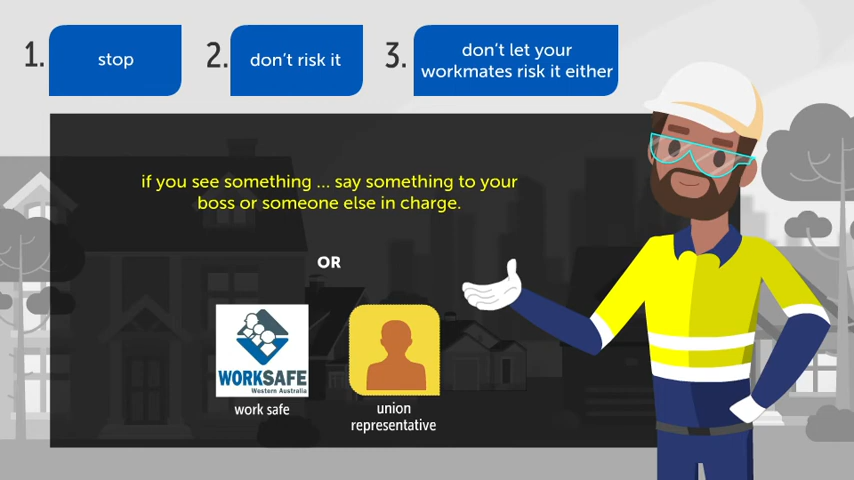 1. stop
2. don't risk it
3. don't let your
workmates risk it either
if you see something ... say something to your
boss or someone else in charge.
OR
WORKSAFE
Western Australia
work safe
union
representative